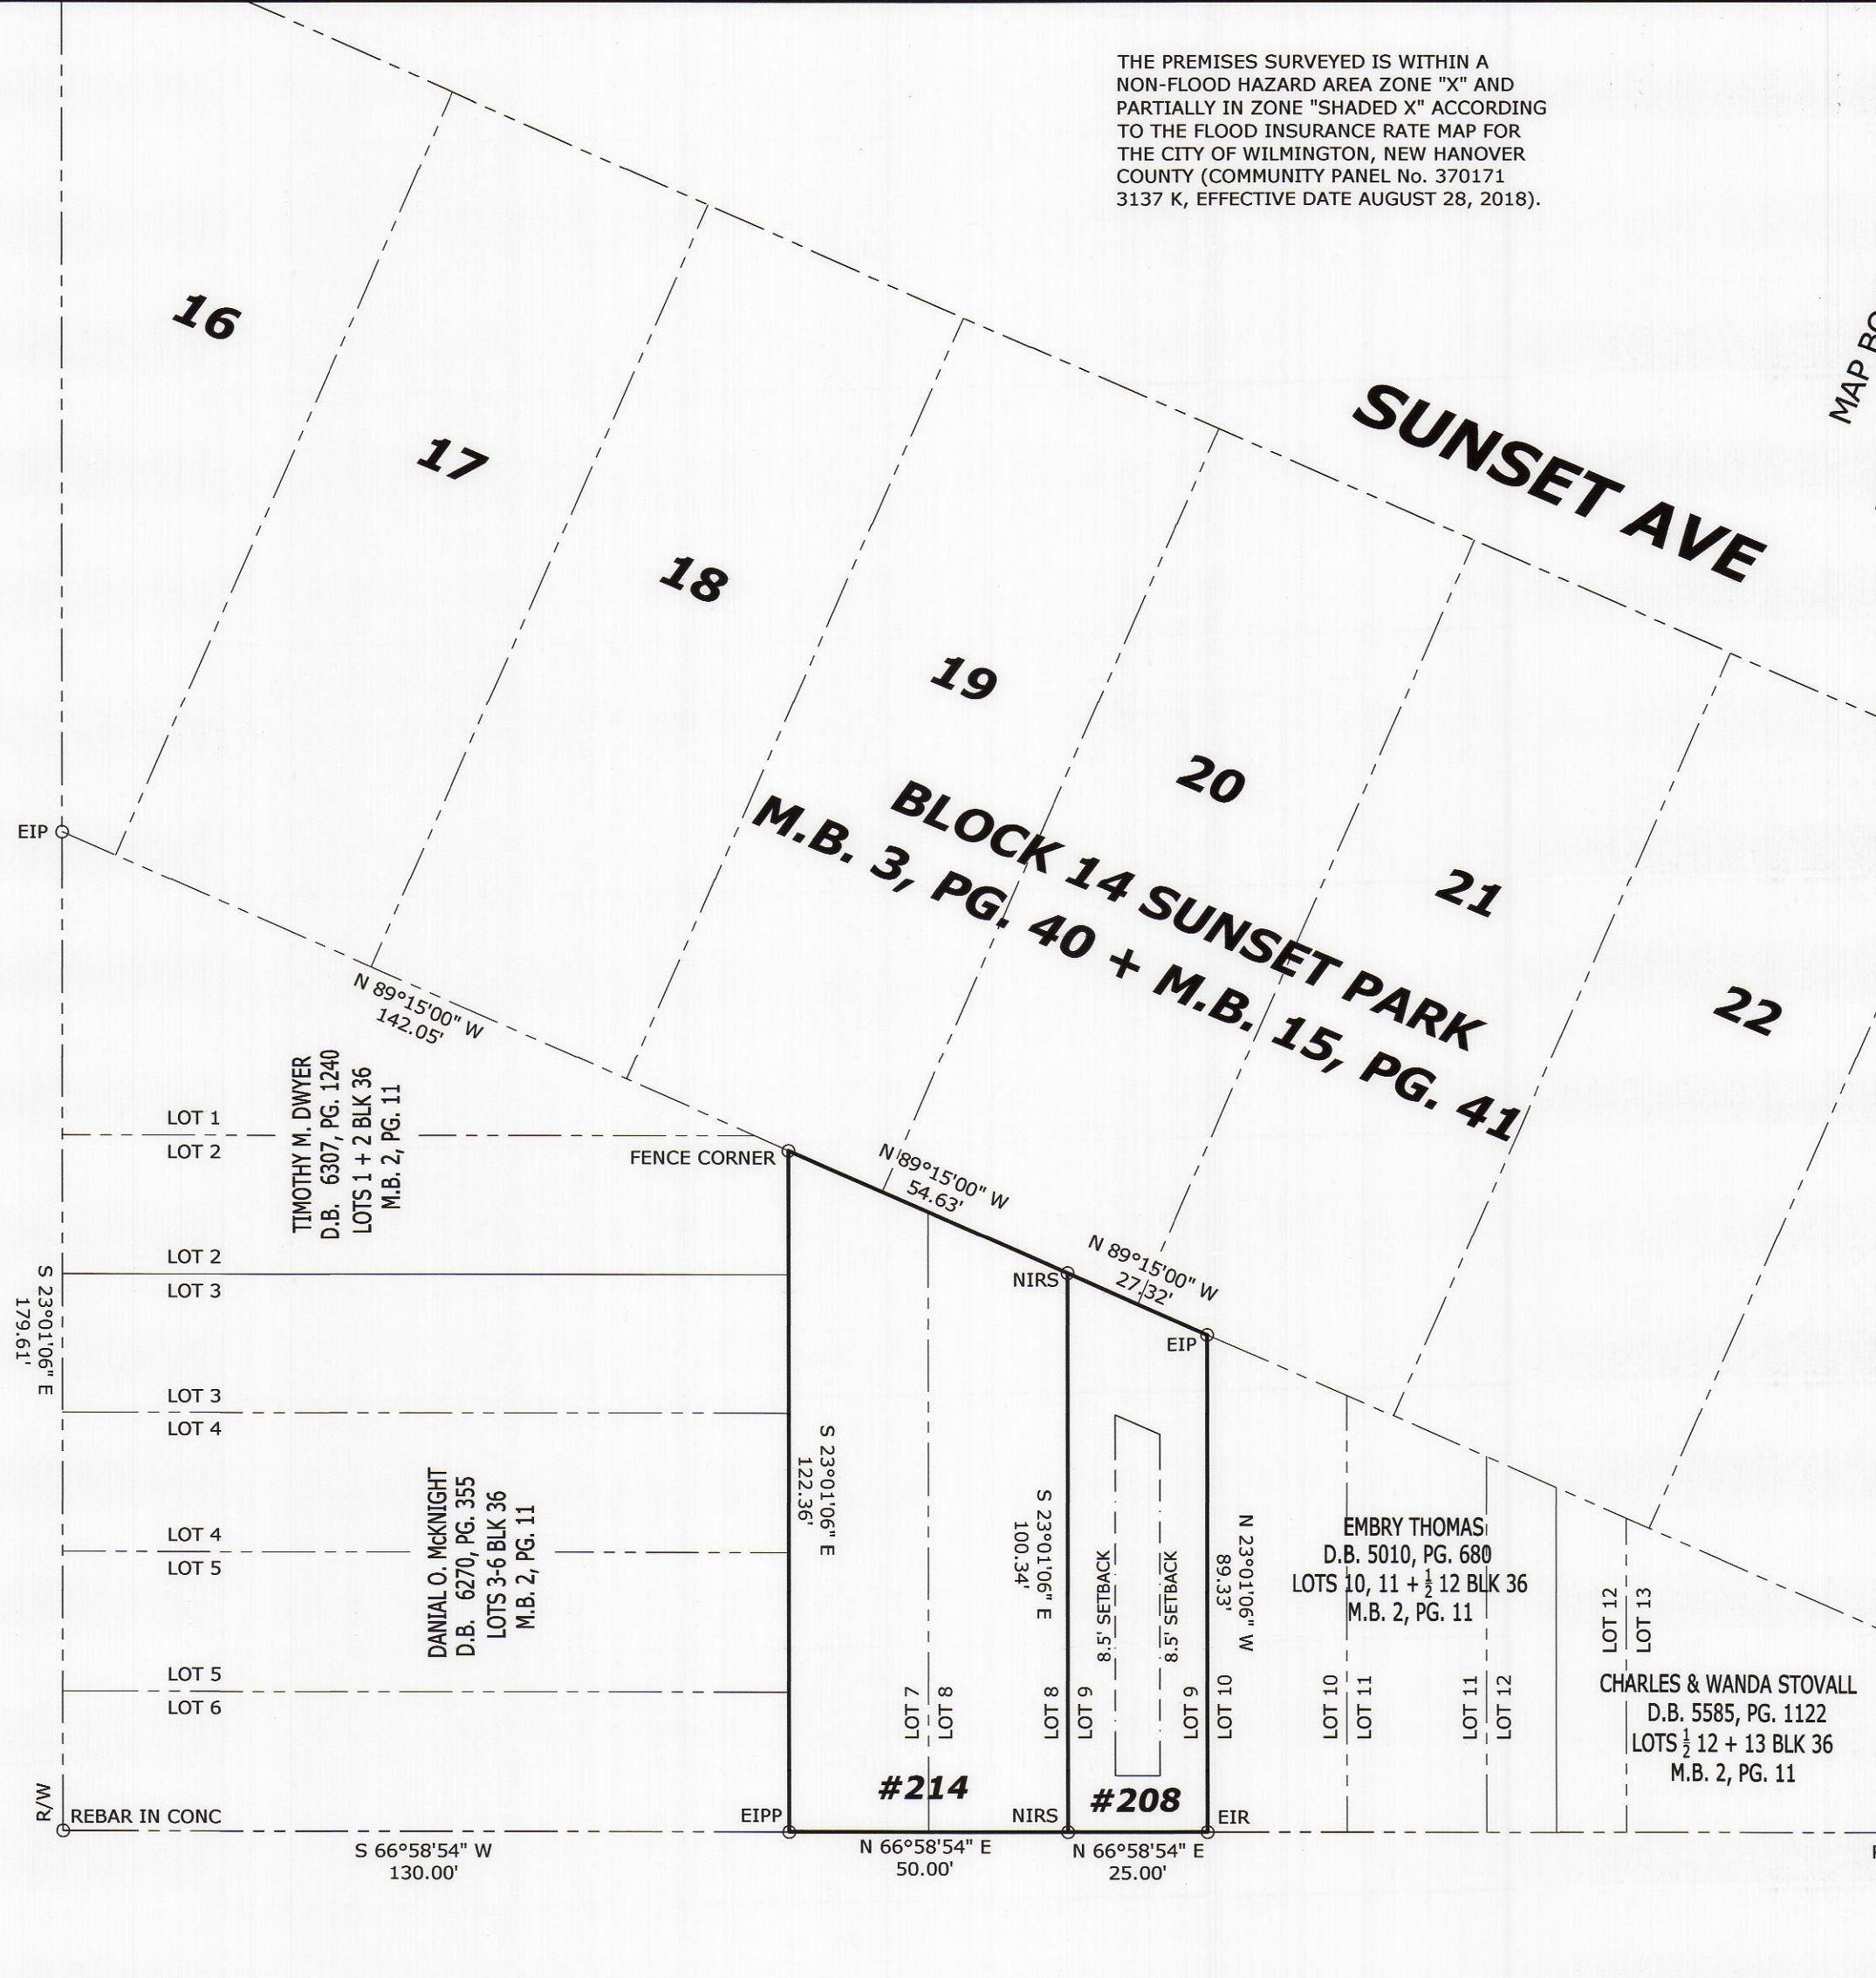 THE PREMISES SURVEYED IS WITHIN A
NON-FLOOD HAZARD AREA ZONE "X" AND
PARTIALLY IN ZONE "SHADED X" ACCORDING
TO THE FLOOD INSURANCE RATE MAP FOR
THE CITY OF WILMINGTON, NEW HANOVER
COUNTY (COMMUNITY PANEL No. 370171
3137 K, EFFECTIVE DATE AUGUST 28, 2018).
MAP
SUNSET AVE
16
17
18
19
20
21
22
BLOCK 14 SUNSET PARK
M.B. 3, PG. 40 + M.B. 15, PG. 41
EIP
N 89°15'00" W
142.05'
TIMOTHY M. DWYER
D.B. 6307, PG. 1240
LOTS 1 + 2 BLK 36
M.B. 2, PG. 11
LOT 1
LOT 2
FENCE CORNER
N 89°15'00" W
54.63'
N 89°15'00" W
27.32'
NIRS
EIP
LOT 2
LOT 3
S 23°01'06" E
179.61'
LOT 3
LOT 4
DANIAL O. McKNIGHT
D.B. 6270, PG. 355
LOTS 3-6 BLK 36
M.B. 2, PG. 11
LOT 4
LOT 5
LOT 5
LOT 6
S 23°01'06" E
122.36'
S 23°01'06" E
100.34'
8.5' SETBACK
8.5' SETBACK
N 23°01'06" W
89.33'
EMBRY THOMAS
D.B. 5010, PG. 680
LOTS 10, 11 + ½ 12 BLK 36
M.B. 2, PG. 11
LOT 12
LOT 13
CHARLES & WANDA STOVALL
D.B. 5585, PG. 1122
LOTS ½ 12 + 13 BLK 36
M.B. 2, PG. 11
LOT 7
LOT 8
LOT 8
LOT 9
LOT 9
LOT 10
LOT 10
LOT 11
LOT 11
LOT 12
#214
#208
R/W
REBAR IN CONC
EIPP
NIRS
EIR
S 66°58'54" W
130.00'
N 66°58'54" E
50.00'
N 66°58'54" E
25.00'